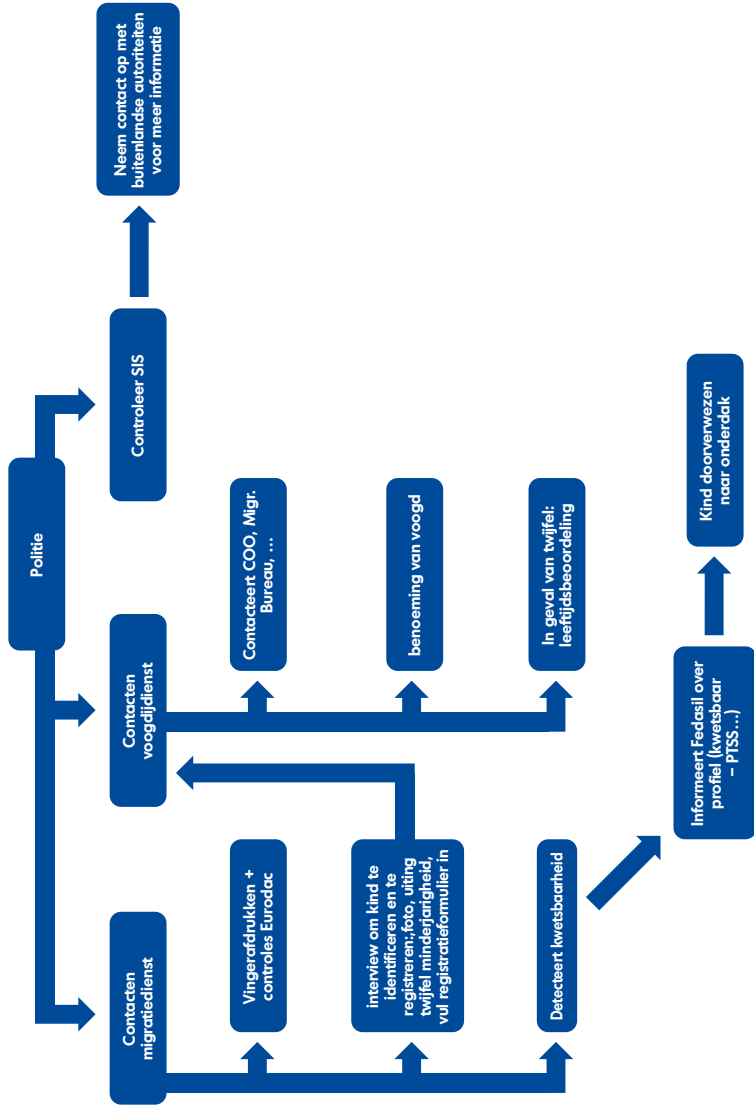 Politie
Contacten
migratiedienst
Contacten
voogdijdienst
Controleer SIS
Neem contact op met
buitenlandse autoriteiten
voor meer informatie
Vingerafdrukken +
controles Eurodac
interview om kind te
identificeren en te
registreren:,foto, uiting
twijfel minderjarigheid,
vul registratieformulier in
Detecteert kwetsbaarheid
Contacteert COO, Migr.
Bureau, …
benoeming van voogd
In geval van twijfel:
leeftijdsbeoordeling
Informeert Fedasil over
profiel (kwetsbaar
– PTSS…)
Kind doorverwezen
naar onderdak